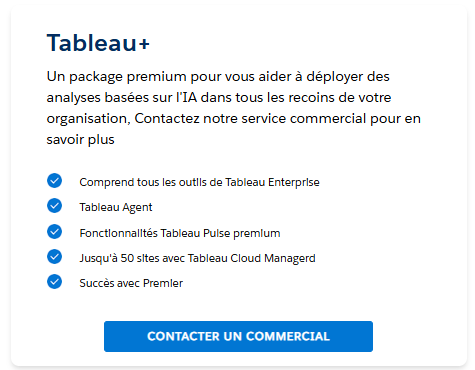 Tableau+
Un package premium pour vous aider à déployer des
analyses basées sur l'IA dans tous les recoins de votre
organisation, Contactez notre service commercial pour en
savoir plus
Comprend tous les outils de Tableau Enterprise
Tableau Agent
Fonctionnalités Tableau Pulse premium
Jusqu'à 50 sites avec Tableau Cloud Managerd
Succès avec Premier
CONTACTER UN COMMERCIAL